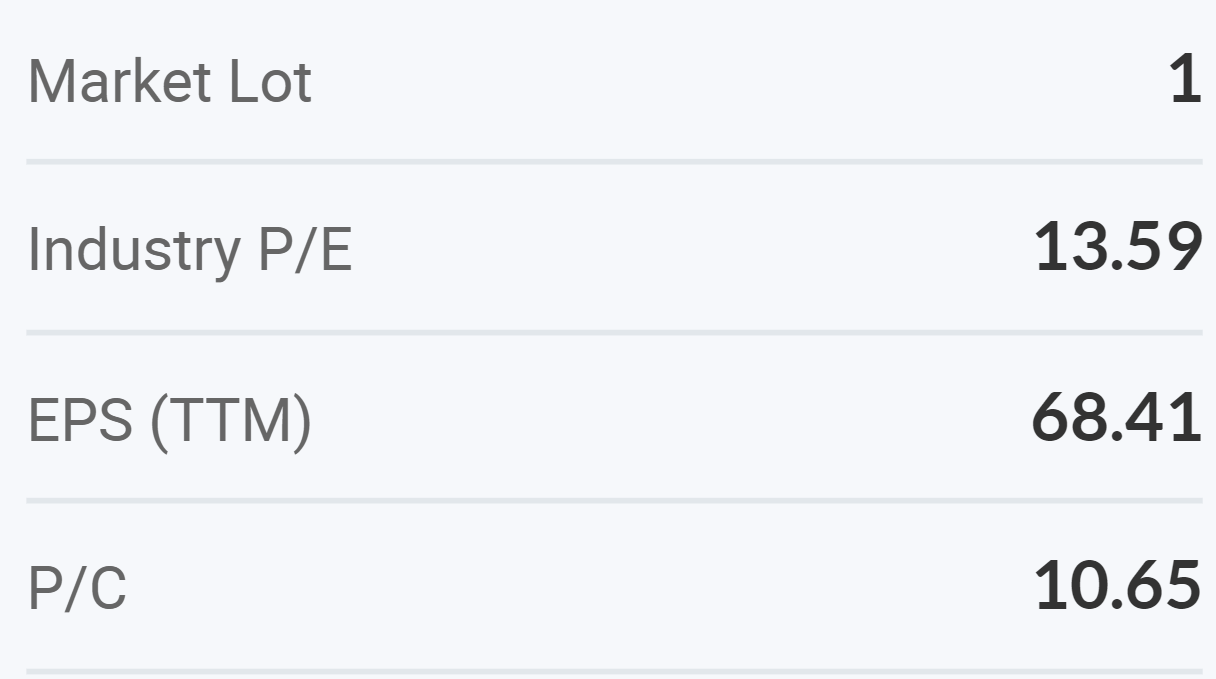 Market Lot 1
Industry P/E 13.59
EPS (TTM) 68.41
P/C 10.65